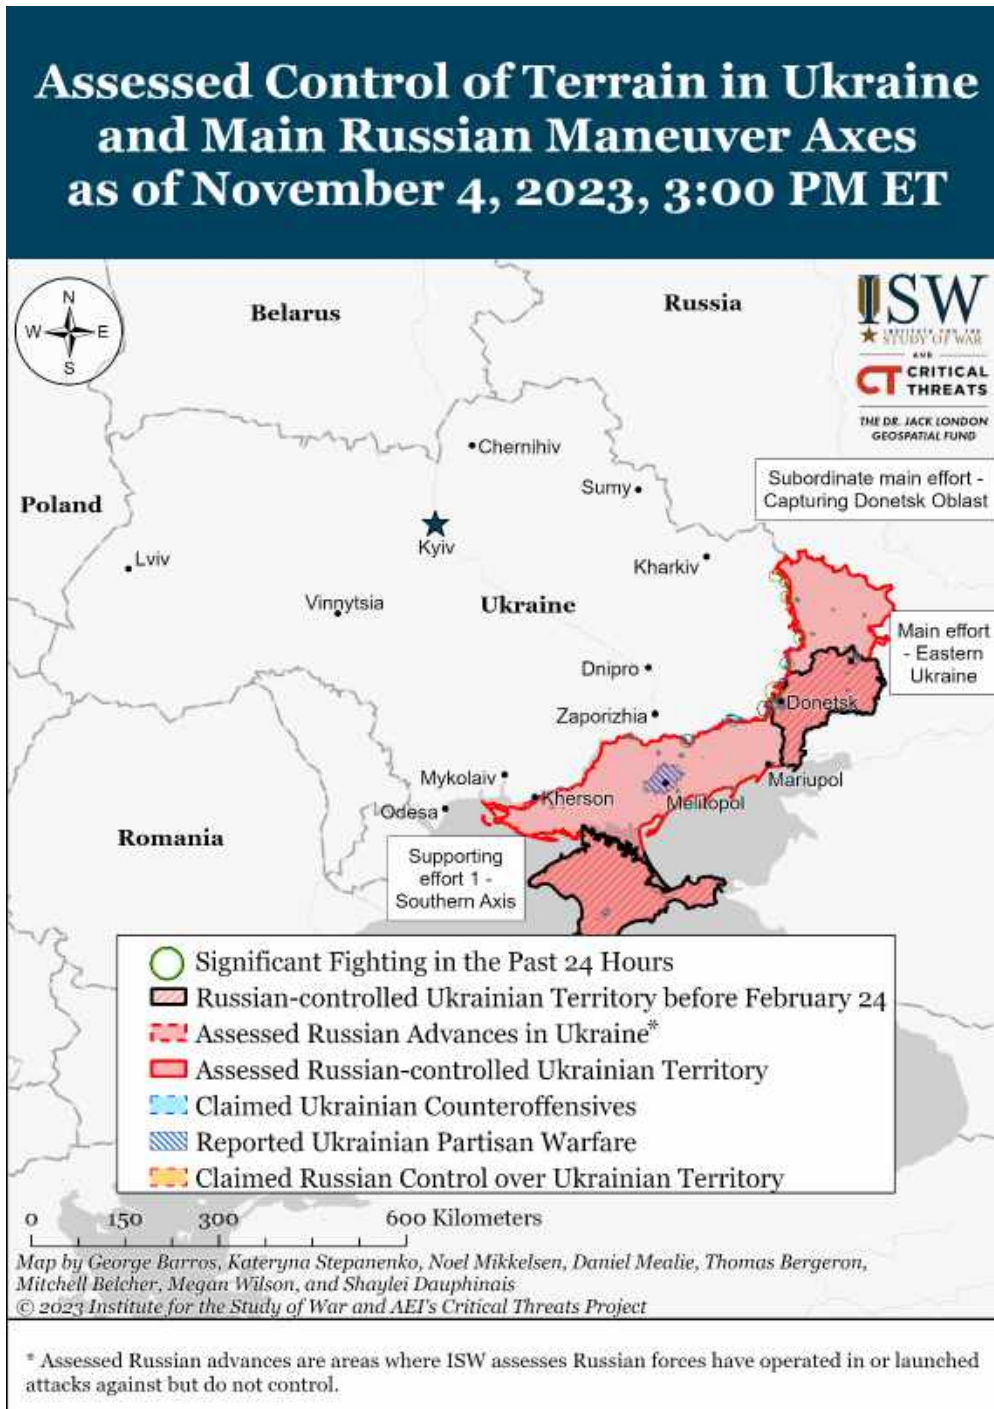 Assessed Control of Terrain in Ukraine
and Main Russian Maneuver Axes
as of November 4, 2023, 3:00 PM ET
N
W
E
S
Belarus
Russia
ISW
INSTITUTE FOR THE
STUDY OF WAR
AND
CT CRITICAL
THREATS
THE DR. JACK LONDON
GEOSPATIAL FUND
Chernihiv
Subordinate main effort -
Capturing Donetsk Oblast
Sumy
Poland
Kyiv
Lviv
Kharkiv
Vinnytsia
Ukraine
Main effort
- Eastern
Ukraine
Dnipro
Donetsk
Zaporizhia
Mykolaiv
Mariupol
Kherson
Melitopol
Odesa
Romania
Supporting
effort 1 -
Southern Axis
Significant Fighting in the Past 24 Hours
Russian-controlled Ukrainian Territory before February 24
Assessed Russian Advances in Ukraine*
Assessed Russian-controlled Ukrainian Territory
Claimed Ukrainian Counteroffensives
Reported Ukrainian Partisan Warfare
Claimed Russian Control over Ukrainian Territory
0 150 300 600 Kilometers
Map by George Barros, Kateryna Stepanenko, Noel Mikkelsen, Daniel Mealie, Thomas Bergeron,
Mitchell Belcher, Megan Wilson, and Shaylei Dauphinais
© 2023 Institute for the Study of War and AEI's Critical Threats Project
* Assessed Russian advances are areas where ISW assesses Russian forces have operated in or launched
attacks against but do not control.